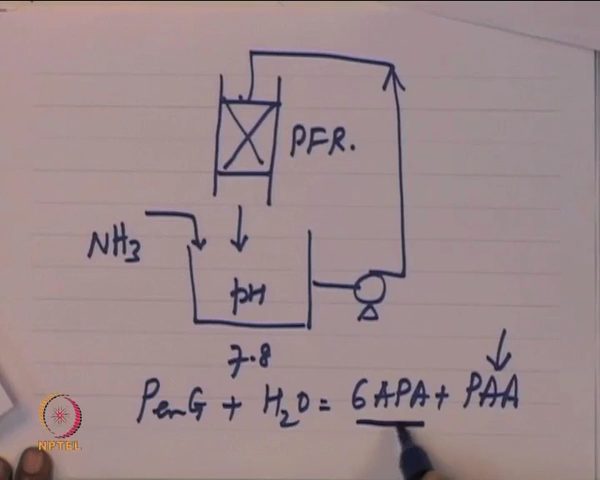 PFR.
NH3
pH
7.8
PenG + H2O = 6APA + PAA
NPTEL